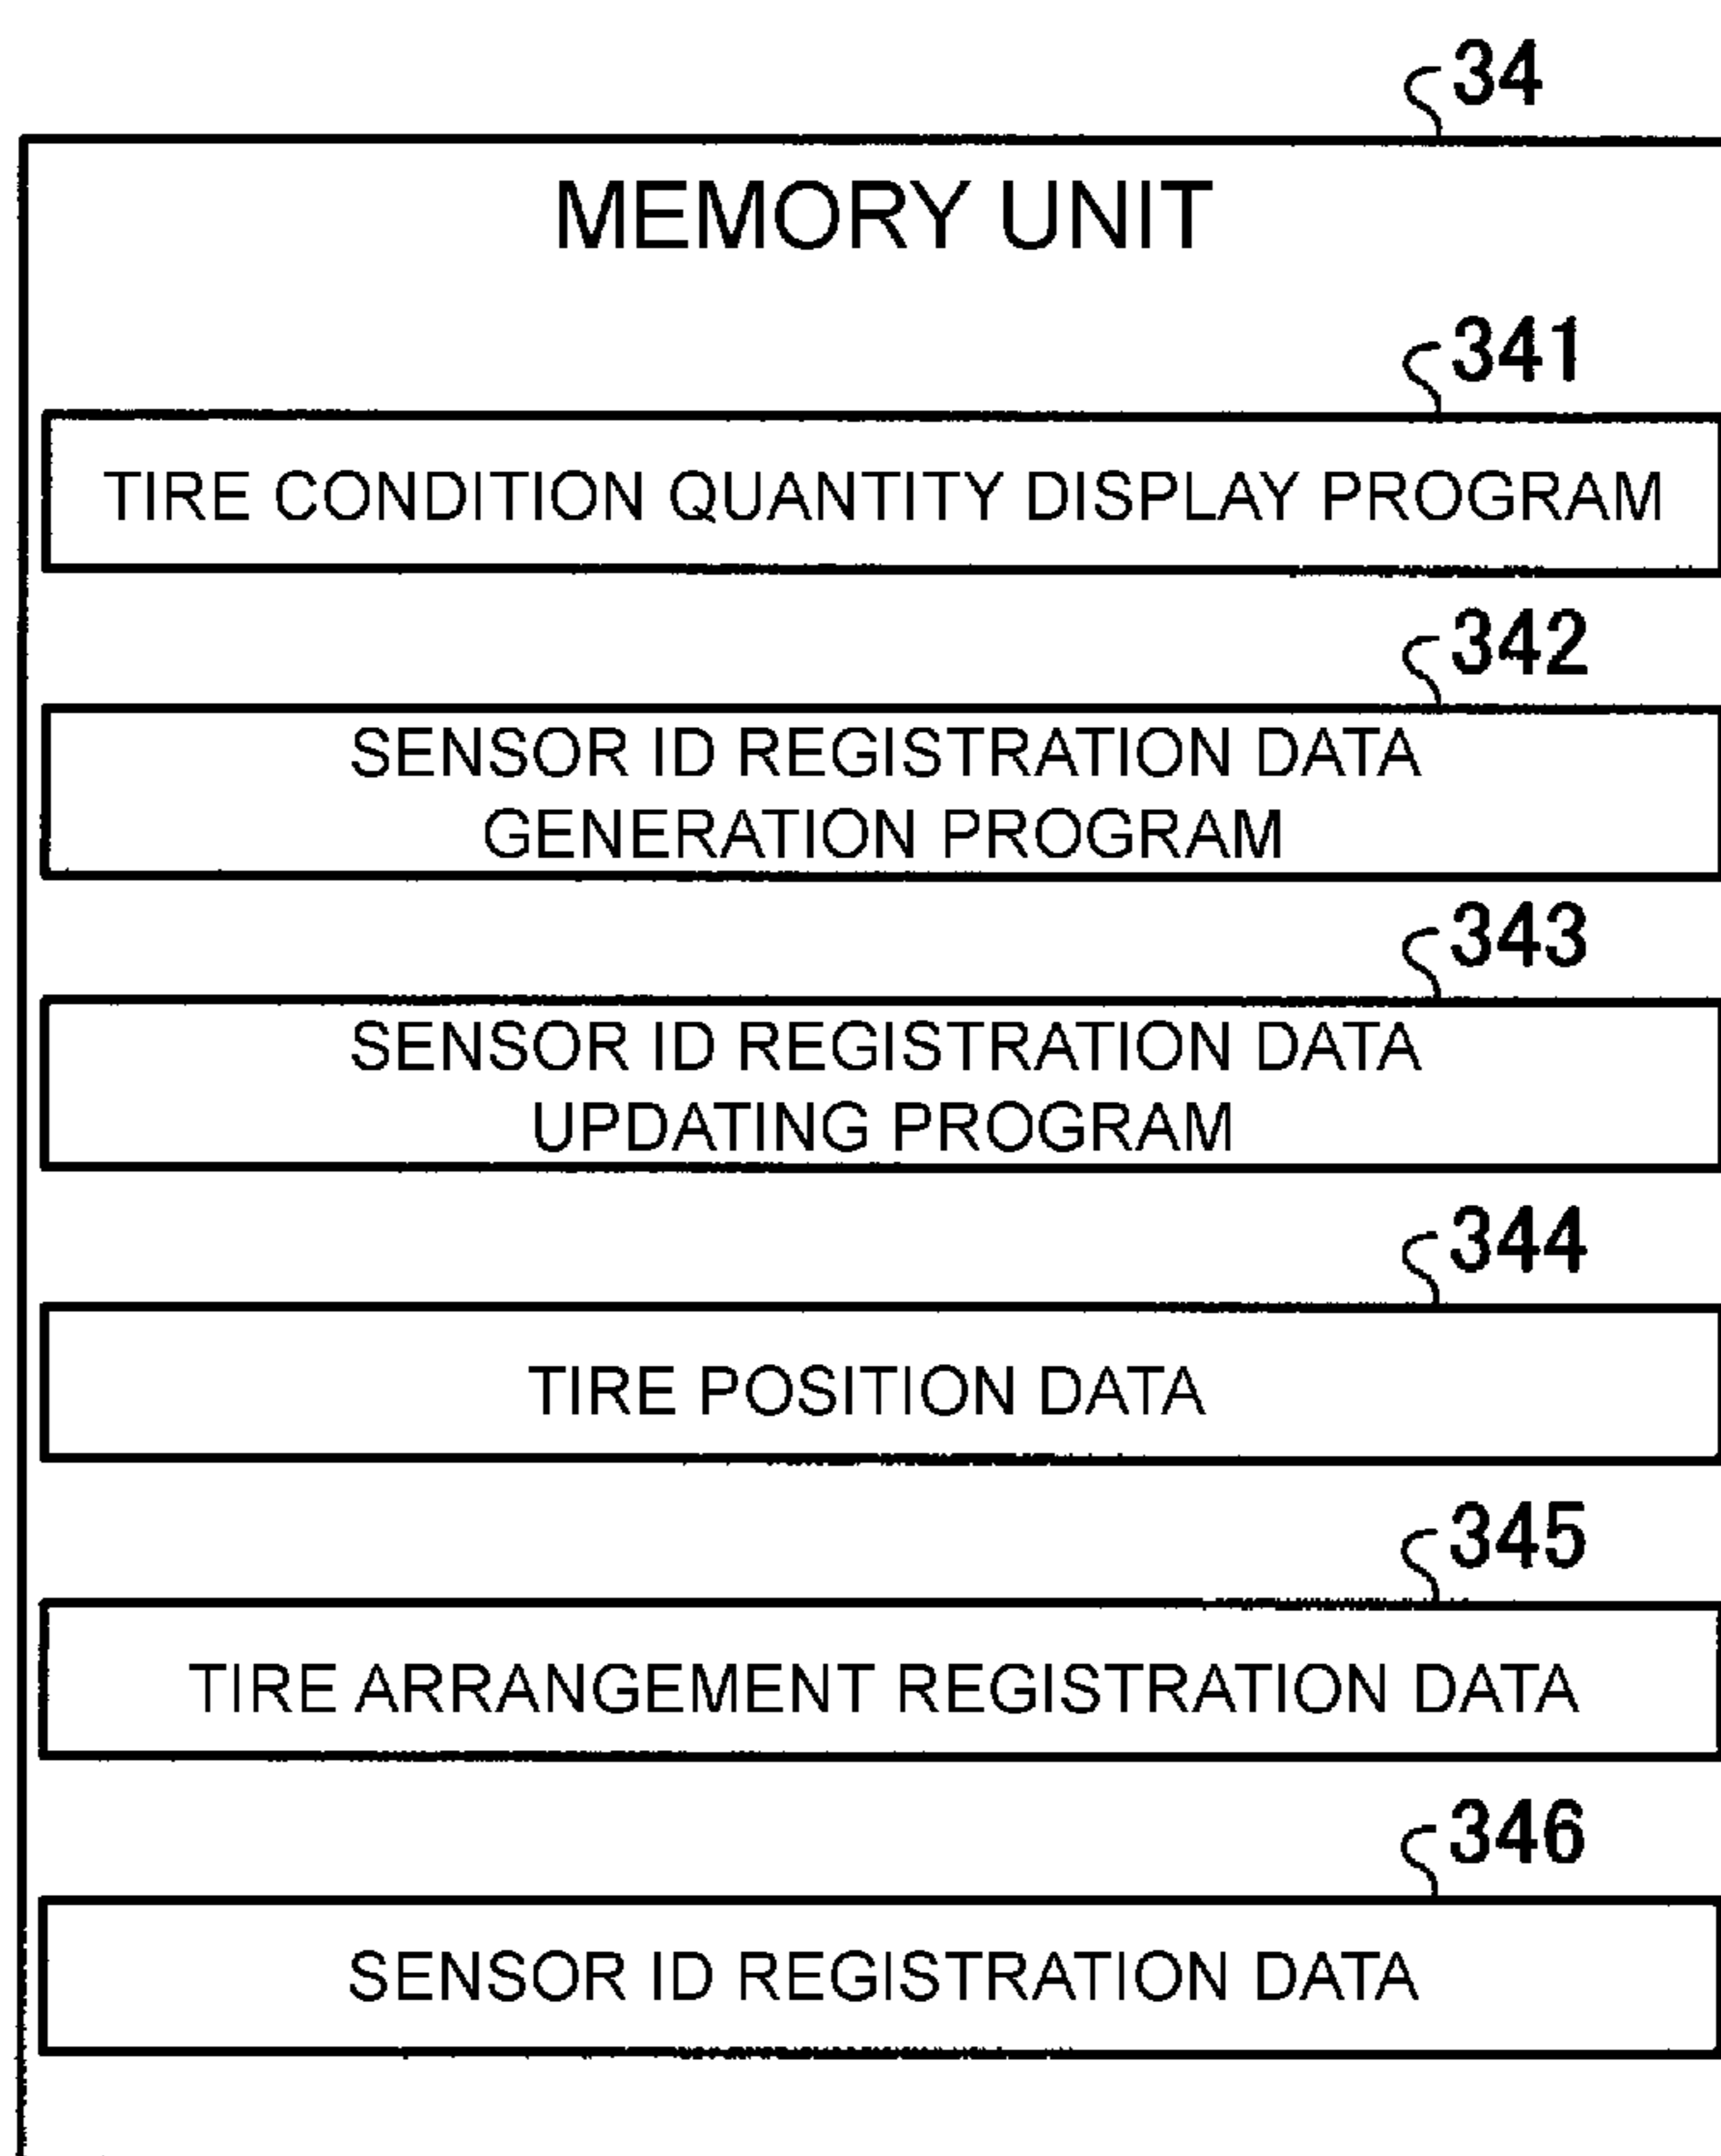 34
MEMORY UNIT
341
TIRE CONDITION QUANTITY DISPLAY PROGRAM
342
SENSOR ID REGISTRATION DATA
GENERATION PROGRAM
343
SENSOR ID REGISTRATION DATA
UPDATING PROGRAM
344
TIRE POSITION DATA
345
TIRE ARRANGEMENT REGISTRATION DATA
346
SENSOR ID REGISTRATION DATA